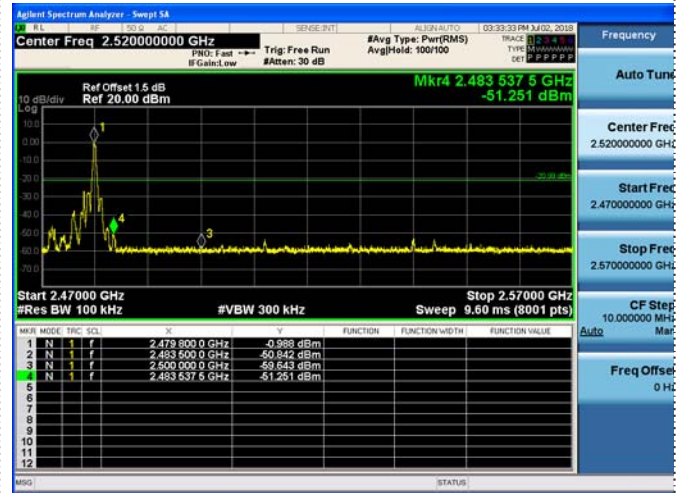 Agilent Spectrum Analyzer - Swept SA
RL RF 50 Ω AC SENSE:INT ALIGN AUTO 03:33:33 PM Jul 02, 2018
Center Freq 2.520000000 GHz
PNO: Fast
IFGain:Low
Trig: Free Run
#Atten: 30 dB
#Avg Type: Pwr(RMS)
Avg|Hold: 100/100
TRACE 1 2 3 4 5 6
TYPE M
DET P P P P P P
Frequency
Mkr4 2.483 537 5 GHz
-51.251 dBm
Ref Offset 1.5 dB
10 dB/div Ref 20.00 dBm
Log
10.0
0.00
-10.0
-20.0
-30.0
-40.0
-50.0
-60.0
-70.0
1
4
3
-20.99 dBm
Start 2.47000 GHz Stop 2.57000 GHz
#Res BW 100 kHz #VBW 300 kHz Sweep 9.60 ms (8001 pts)
MKR MODE TRC SCL X Y FUNCTION FUNCTION WIDTH FUNCTION VALUE
1 N 1 f 2.479 800 0 GHz -0.988 dBm
2 N 1 f 2.483 500 0 GHz -50.842 dBm
3 N 1 f 2.500 000 0 GHz -59.643 dBm
4 N 1 f 2.483 537 5 GHz -51.251 dBm
5
6
7
8
9
10
11
12
MSG STATUS
Auto Tune
Center Freq
2.520000000 GHz
Start Freq
2.470000000 GHz
Stop Freq
2.570000000 GHz
CF Step
10.000000 MHz
Auto Man
Freq Offset
0 Hz